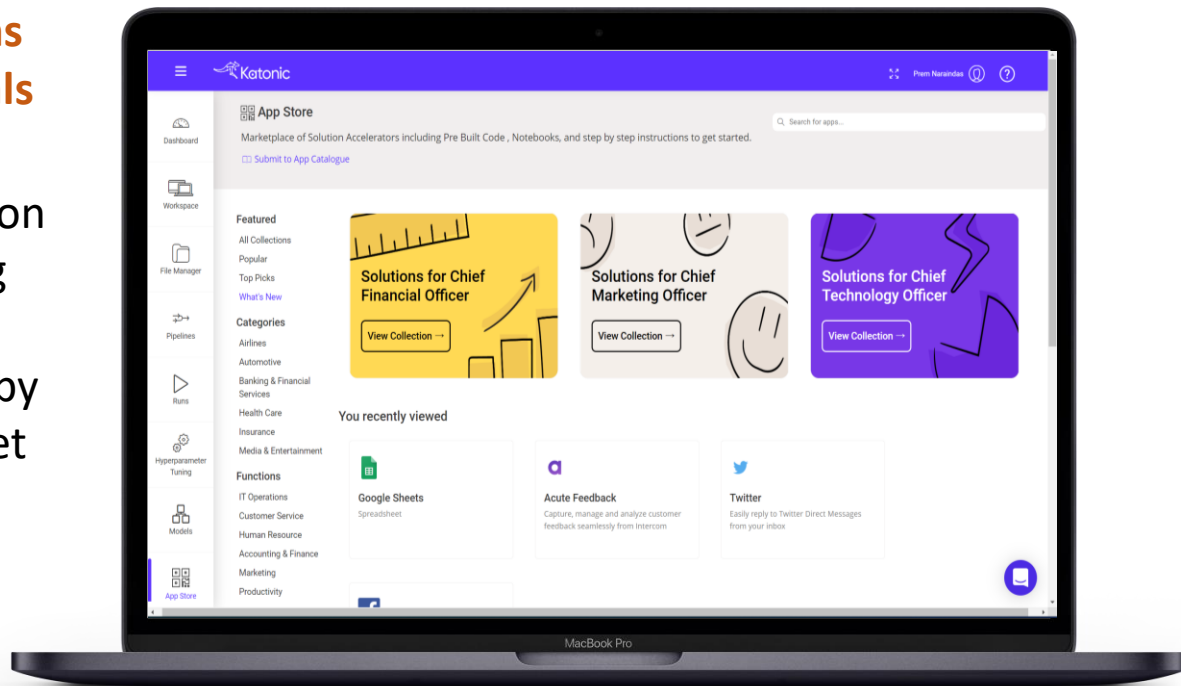 ns
ls
on
g
by
et
Katonic
Prem Naraindas
?
App Store
Marketplace of Solution Accelerators including Pre Built Code , Notebooks, and step by step instructions to get started.
Search for apps...
Submit to App Catalogue
Dashboard
Workspace
File Manager
Pipelines
Runs
Hyperparameter
Tuning
Models
App Store
Featured
All Collections
Popular
Top Picks
What's New
Categories
Airlines
Automotive
Banking & Financial
Services
Health Care
Insurance
Media & Entertainment
Functions
IT Operations
Customer Service
Human Resource
Accounting & Finance
Marketing
Productivity
Solutions for Chief
Financial Officer
View Collection →
Solutions for Chief
Marketing Officer
View Collection →
Solutions for Chief
Technology Officer
View Collection →
You recently viewed
Google Sheets
Spreadsheet
Acute Feedback
Capture, manage and analyze customer
feedback seamlessly from Intercom
Twitter
Easily reply to Twitter Direct Messages
from your inbox
MacBook Pro